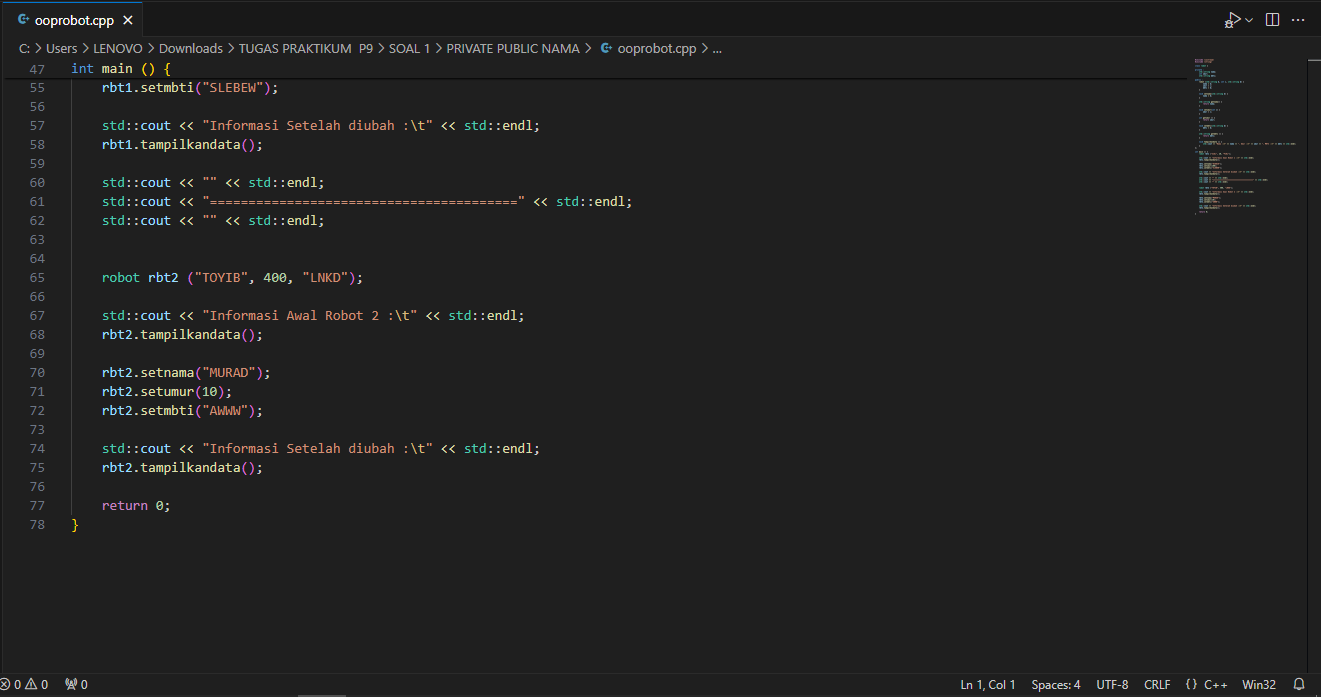 ooprobot.cpp
C: > Users > LENOVO > Downloads > TUGAS PRAKTIKUM P9 > SOAL 1 > PRIVATE PUBLIC NAMA > ooprobot.cpp > ...
47 int main () {
55 rbt1.setmbti("SLEBEW");
56
57 std::cout << "Informasi Setelah diubah :\t" << std::endl;
58 rbt1.tampilkandata();
59
60 std::cout << "" << std::endl;
61 std::cout << "========================================" << std::endl;
62 std::cout << "" << std::endl;
63
64
65 robot rbt2 ("TOYIB", 400, "LNKD");
66
67 std::cout << "Informasi Awal Robot 2 :\t" << std::endl;
68 rbt2.tampilkandata();
69
70 rbt2.setnama("MURAD");
71 rbt2.setumur(10);
72 rbt2.setmbti("AWWW");
73
74 std::cout << "Informasi Setelah diubah :\t" << std::endl;
75 rbt2.tampilkandata();
76
77 return 0;
78 }
0 0 0 Ln 1, Col 1 Spaces: 4 UTF-8 CRLF {} C++ Win32